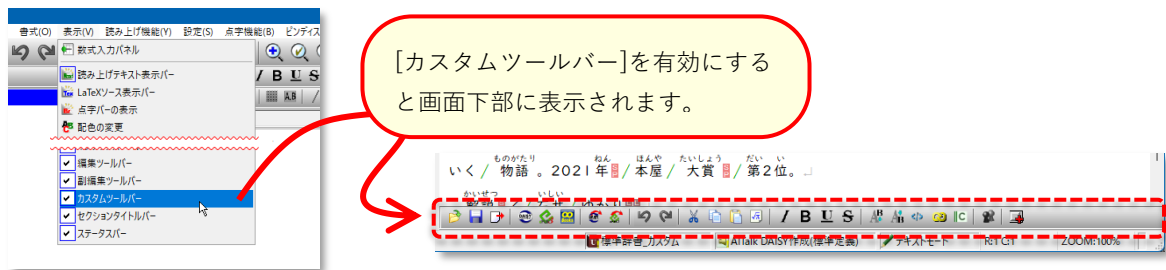 書式(O) 表示(V) 読み上げ機能(Y) 設定(S) 点字機能(B) ビンディス
数式入力パネル
読み上げテキスト表示バー
LaTeXソース表示バー
点字バーの表示
配色の変更
編集ツールバー
副編集ツールバー
カスタムツールバー
セクションタイトルバー
ステータスバー
[カスタムツールバー]を有効にする
と画面下部に表示されます。
ものがたり ねん ほんや たいしょう だい い
いく/ 物語 。2021年/本屋/大賞/第2位。
かいせつ いしい
標準辞書_カスタム AITalk DAISY作成(標準定義) テキストモード R:1 C:1 ZOOM:100%